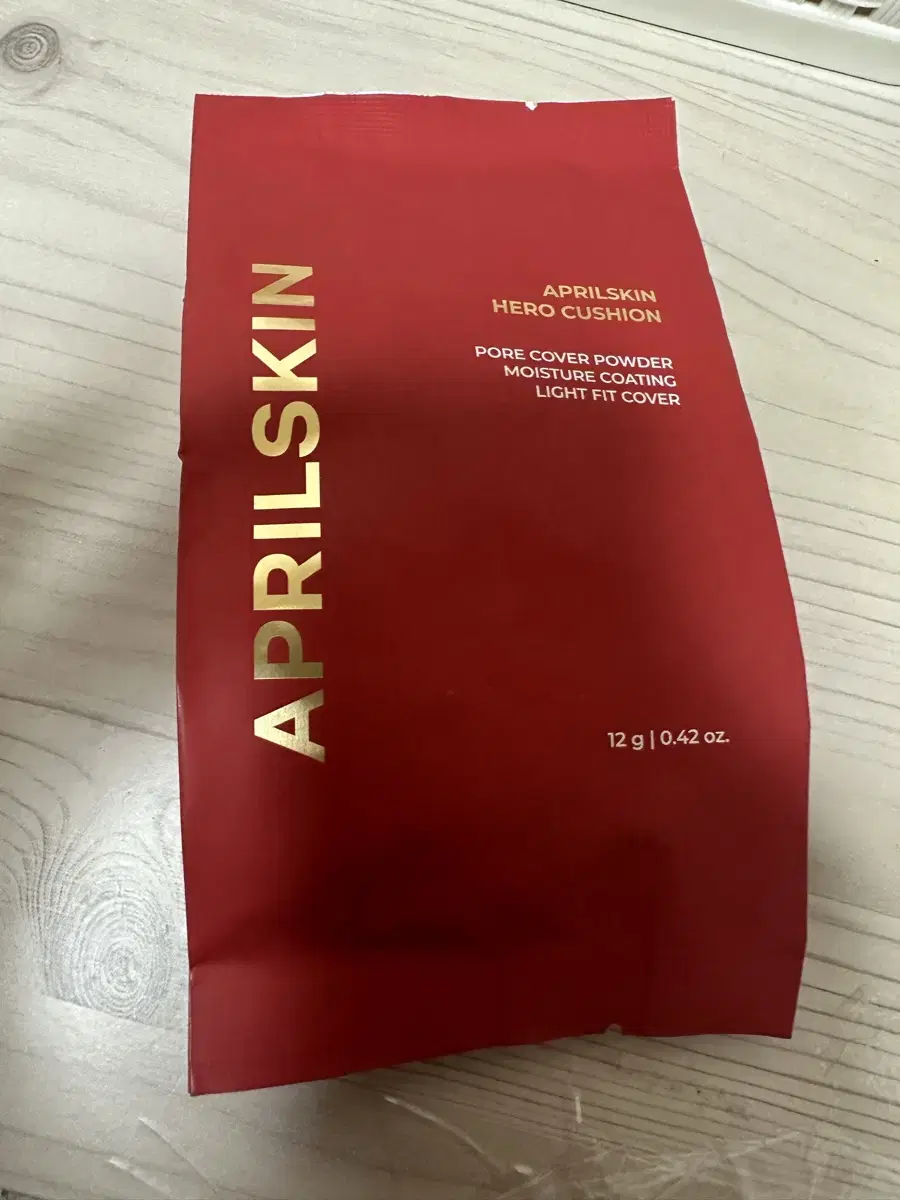 APRILSKIN
APRILSKIN
HERO CUSHION
PORE COVER POWDER
MOISTURE COATING
LIGHT FIT COVER
12 g | 0.42 oz.